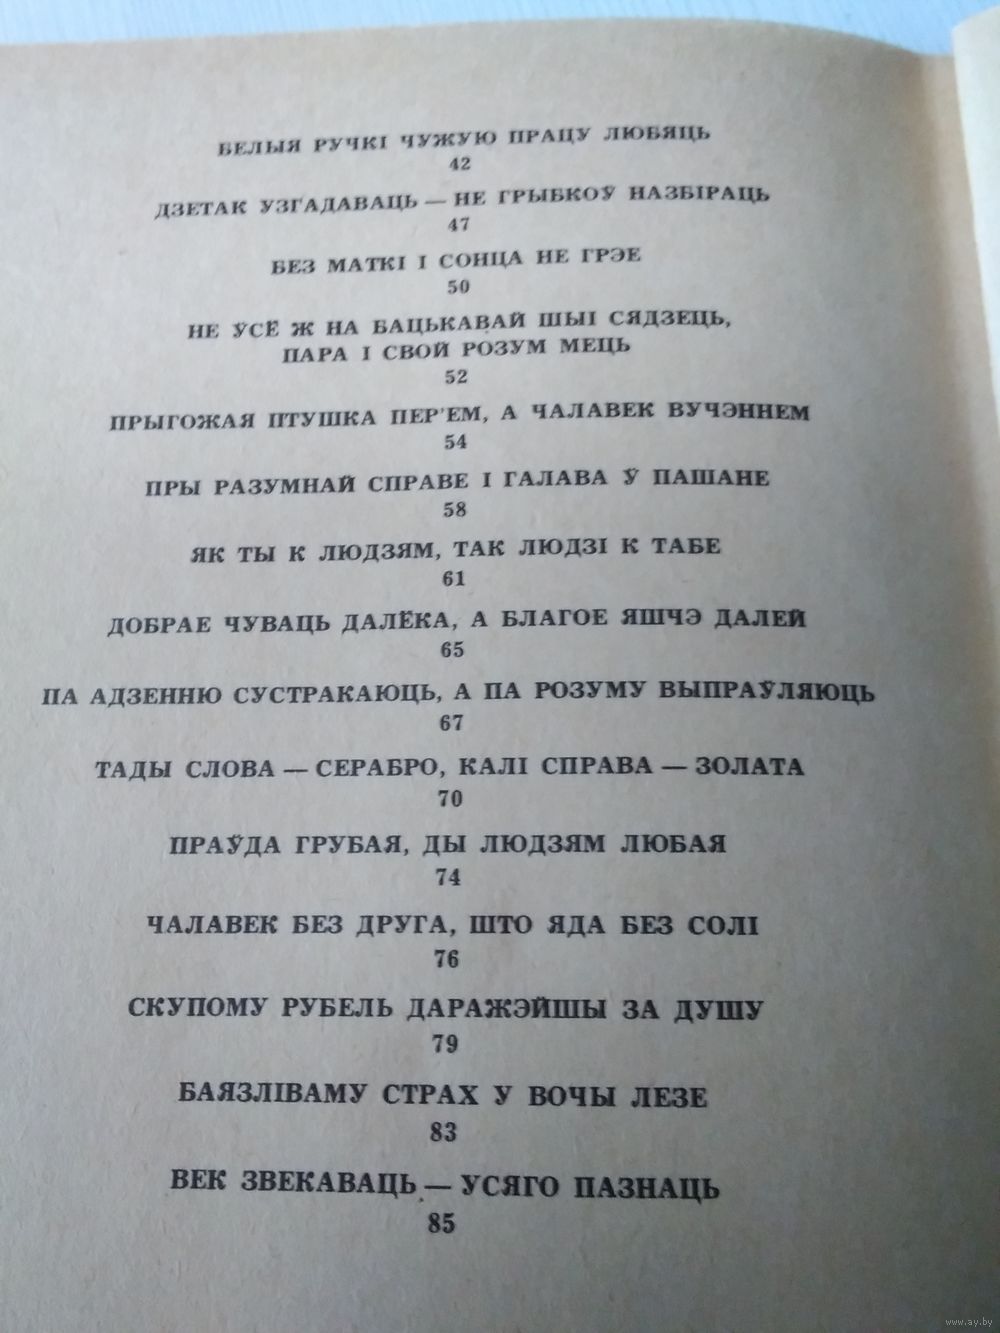 БЕЛЫЯ РУЧКІ ЧУЖУЮ ПРАЦУ ЛЮБЯЦЬ
42
ДЗЕТАК УЗГАДАВАЦЬ — НЕ ГРЫБКОЎ НАЗБІРАЦЬ
47
БЕЗ МАТКІ І СОНЦА НЕ ГРЭЕ
50
НЕ ЎСЁ Ж НА БАЦЬКАВАЙ ШЫІ СЯДЗЕЦЬ,
ПАРА І СВОЙ РОЗУМ МЕЦЬ
52
ПРЫГОЖАЯ ПТУШКА ПЕР'ЕМ, А ЧАЛАВЕК ВУЧЭННЕМ
54
ПРЫ РАЗУМНАЙ СПРАВЕ І ГАЛАВА Ў ПАШАНЕ
58
ЯК ТЫ К ЛЮДЗЯМ, ТАК ЛЮДЗІ К ТАБЕ
61
ДОБРАЕ ЧУВАЦЬ ДАЛЁКА, А БЛАГОЕ ЯШЧЭ ДАЛЕЙ
65
ПА АДЗЕННЮ СУСТРАКАЮЦЬ, А ПА РОЗУМУ ВЫПРАЎЛЯЮЦЬ
67
ТАДЫ СЛОВА — СЕРАБРО, КАЛІ СПРАВА — ЗОЛАТА
70
ПРАЎДА ГРУБАЯ, ДЫ ЛЮДЗЯМ ЛЮБАЯ
74
ЧАЛАВЕК БЕЗ ДРУГА, ШТО ЯДА БЕЗ СОЛІ
76
СКУПОМУ РУБЕЛЬ ДАРАЖЭЙШЫ ЗА ДУШУ
79
БАЯЗЛІВАМУ СТРАХ У ВОЧЫ ЛЕЗЕ
83
ВЕК ЗВЕКАВАЦЬ — УСЯГО ПАЗНАЦЬ
85
www.ay.by